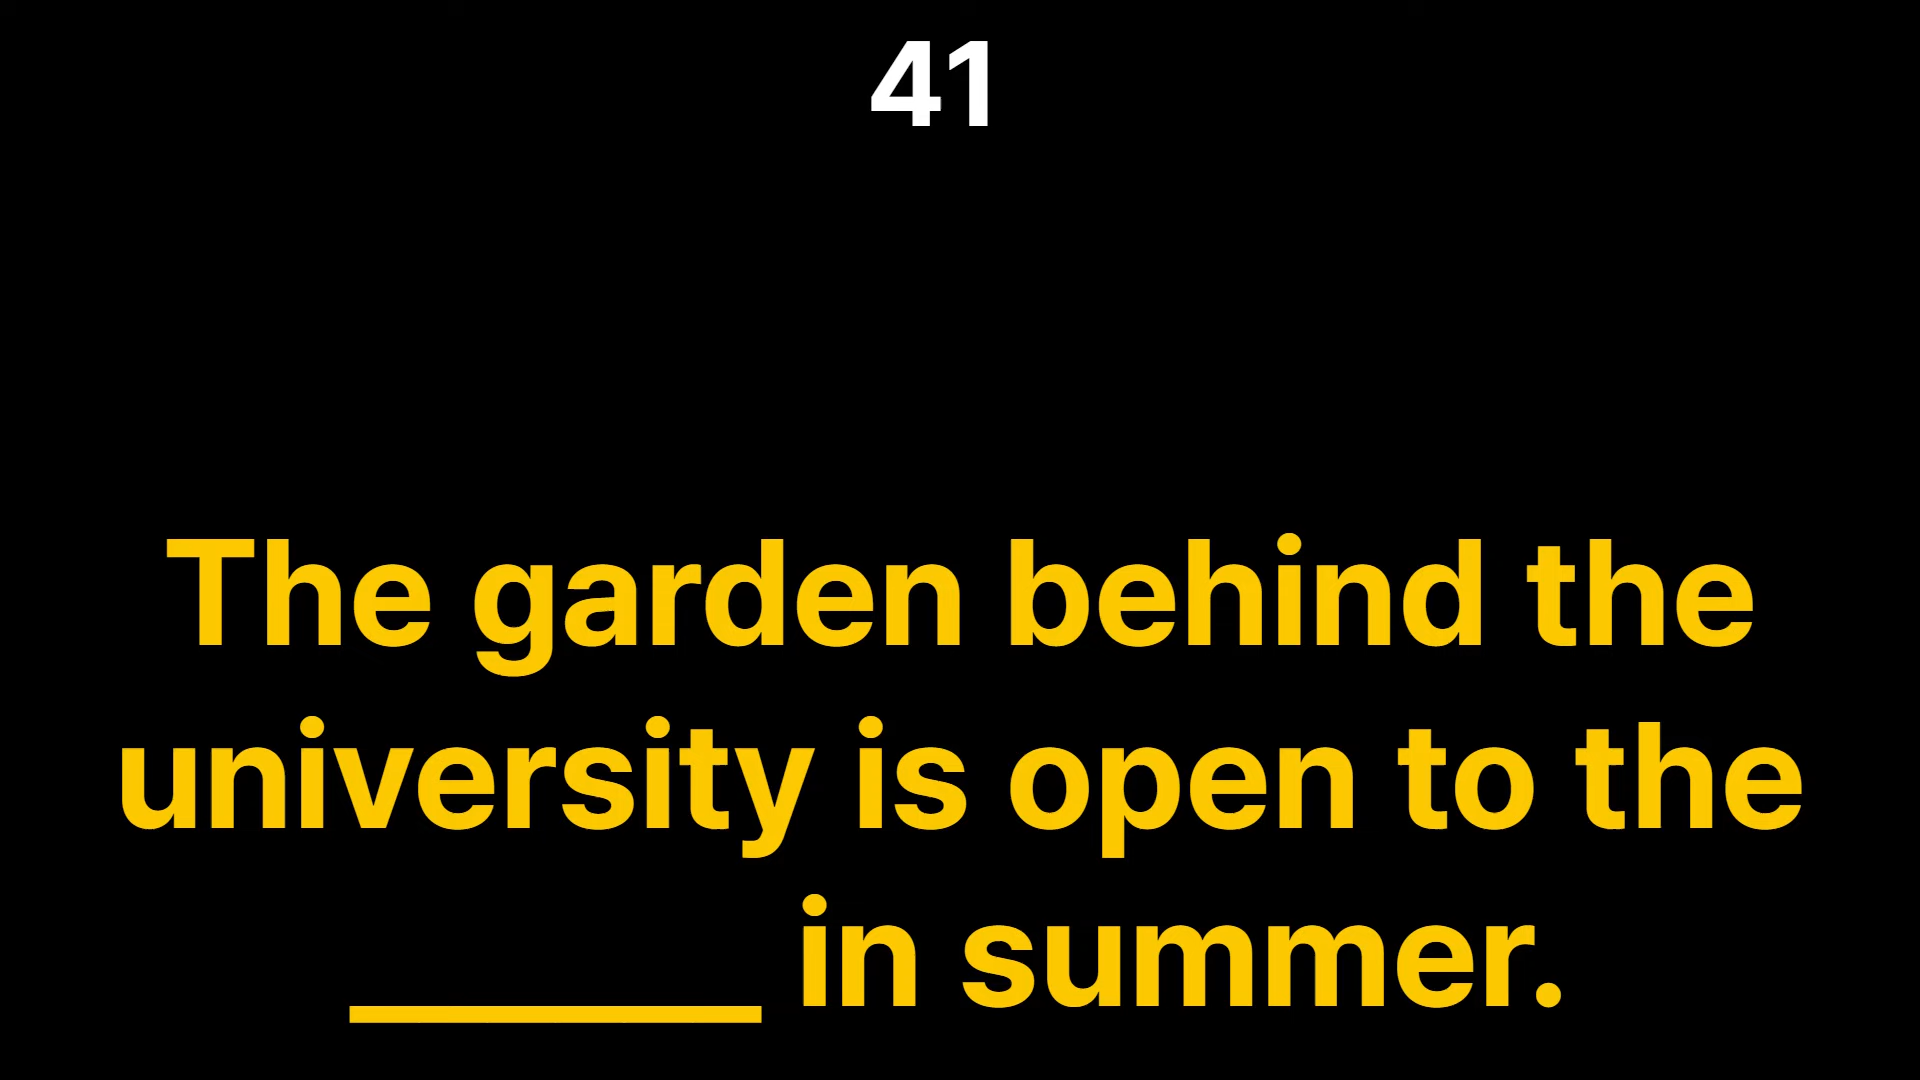 41
The garden behind the
university is open to the
______ in summer.